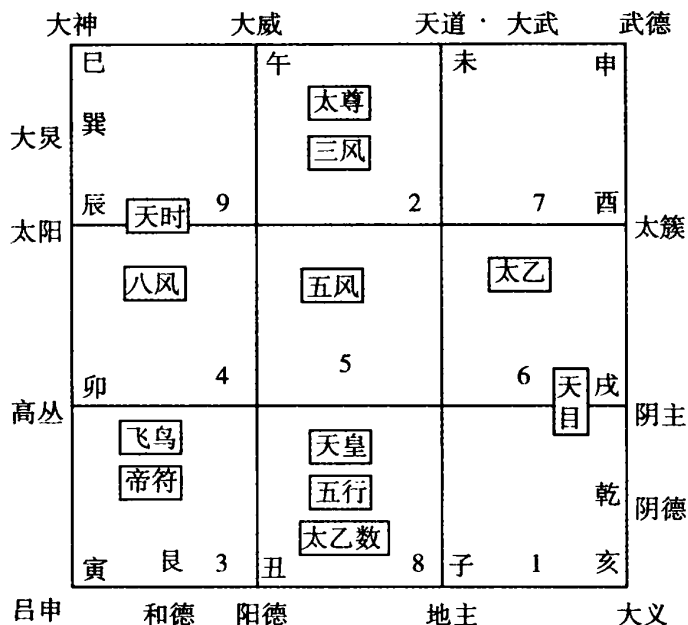 大神 大威 天道·大武 武德
巳 午 未 申
太尊
巽
大炅 三风
辰 天时 9 2 7 酉
太阳 太簇
八风 五风 太乙
卯 4 5 6 天目 戌
高丛 阴主
飞鸟 天皇
帝符 五行 乾 阴德
太乙数
寅 艮 3 丑 8 子 1 亥
吕申 和德 阳德 地主 大义